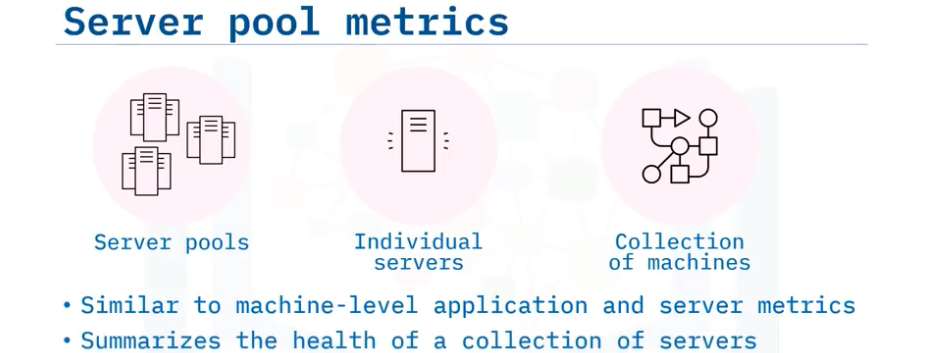 Server pool metrics
Server pools
Individual
servers
Collection
of machines
• Similar to machine-level application and server metrics
• Summarizes the health of a collection of servers